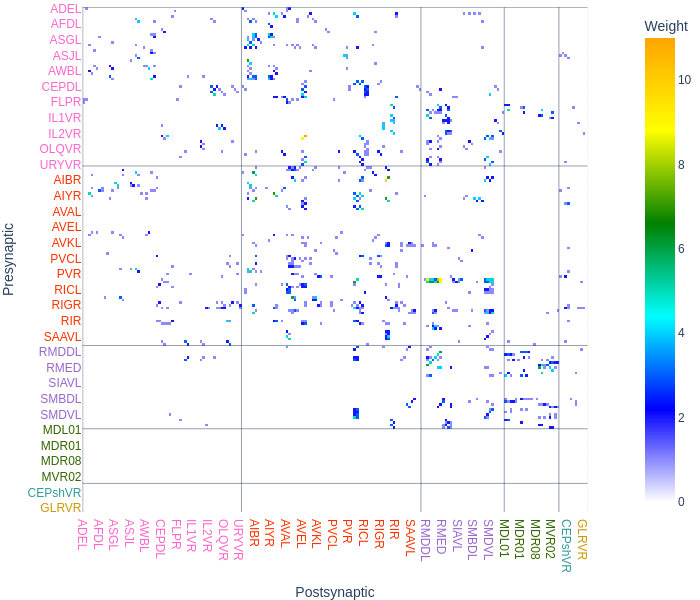 Weight
ADEL
AFDL
ASGL
ASJL
AWBL
CEPDL
FLPR
IL1VR
IL2VR
OLQVR
URYVR
AIBR
AIYR
AVAL
AVEL
AVKL
PVCL
PVR
RICL
RIGR
RIR
SAAVL
RMDDL
RMED
SIAVL
SMBDL
SMDVL
MDL01
MDR01
MDR08
MVR02
CEPshVR
GLRVR
Presynaptic
10
8
6
4
2
0
ADEL
AFDL
ASGL
ASJL
AWBL
CEPDL
FLPR
IL1VR
IL2VR
OLQVR
URYVR
AIBR
AIYR
AVAL
AVEL
AVKL
PVCL
PVR
RICL
RIGR
RIR
SAAVL
RMDDL
RMED
SIAVL
SMBDL
SMDVL
MDL01
MDR01
MDR08
MVR02
CEPshVR
GLRVR
Postsynaptic